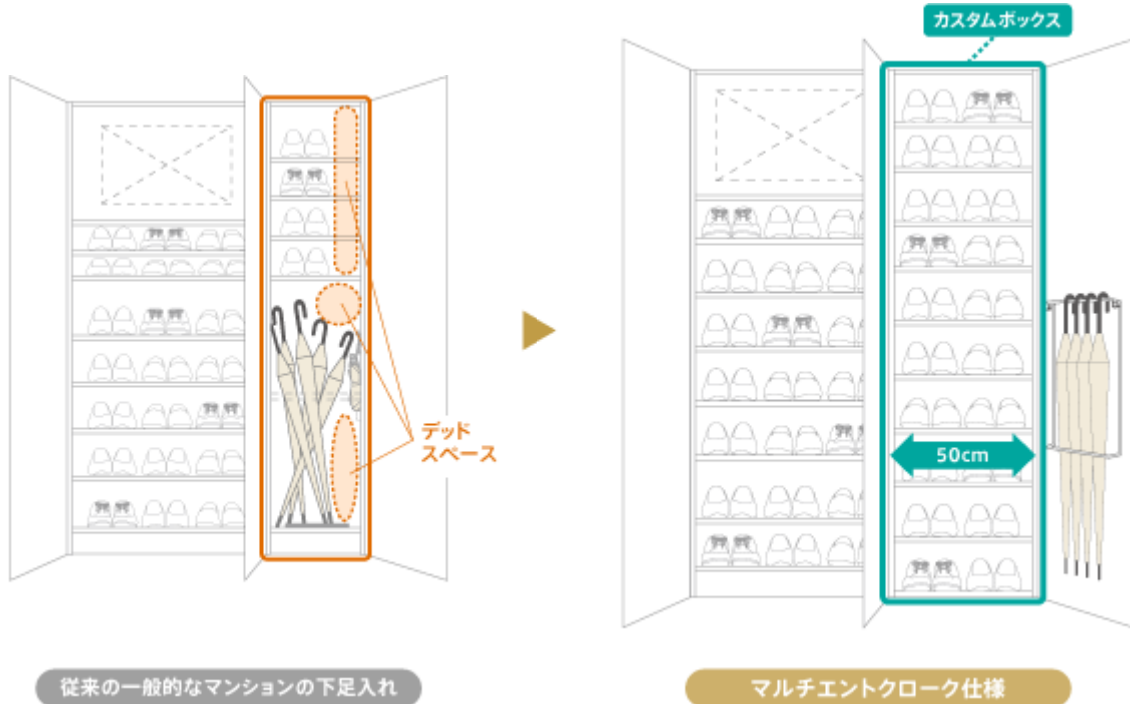 カスタムボックス
デッド
スペース
50cm
従来の一般的なマンションの下足入れ
マルチエントクローク仕様